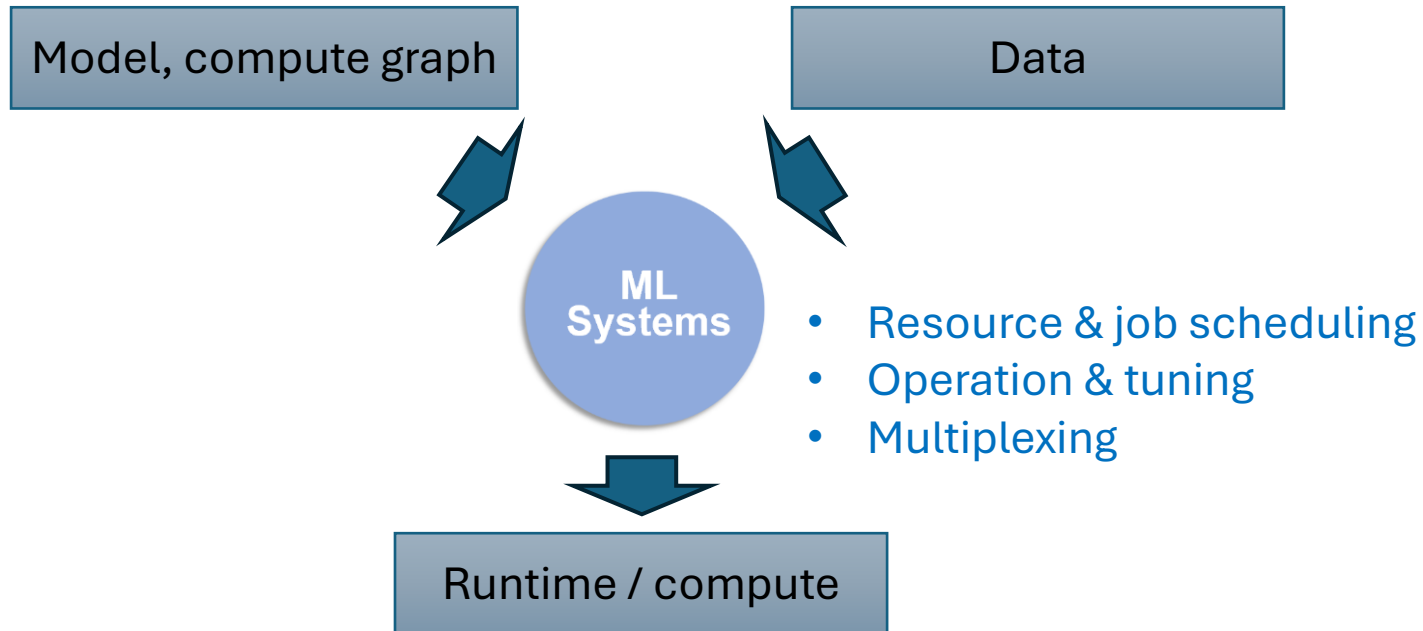 Model, compute graph
Data
ML
Systems
• Resource & job scheduling
• Operation & tuning
• Multiplexing
Runtime / compute